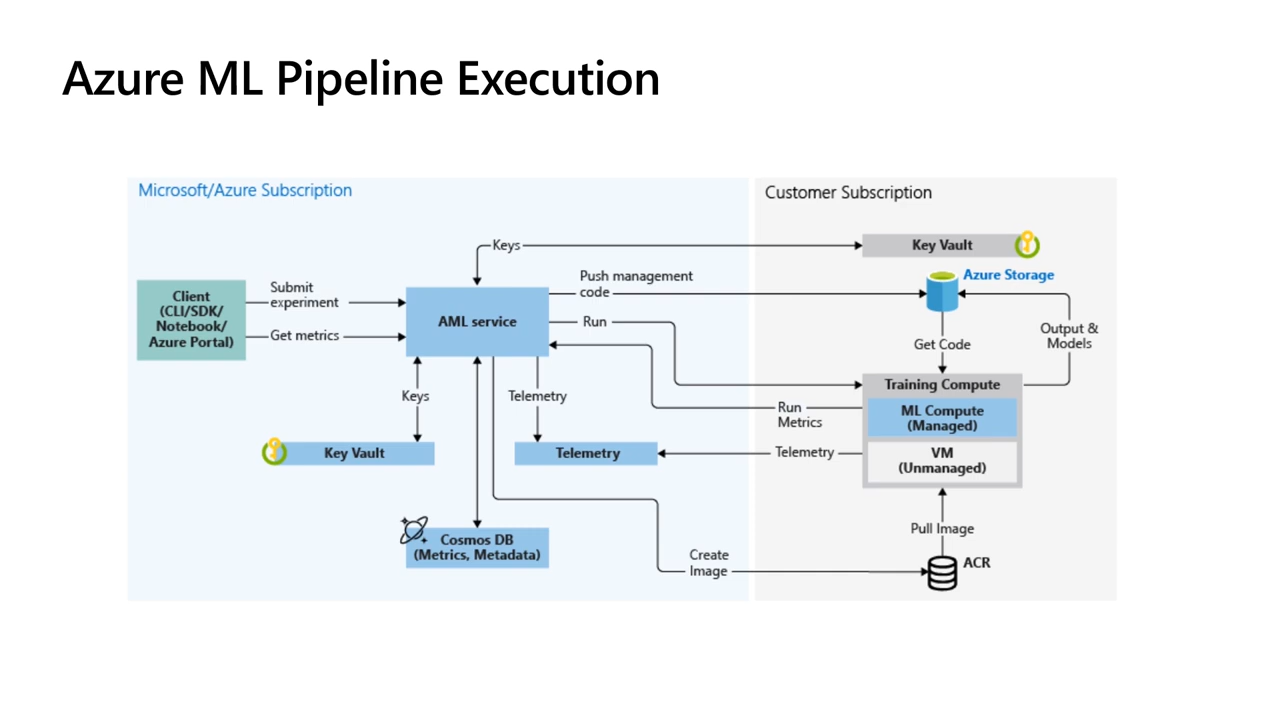 Azure ML Pipeline Execution
Microsoft/Azure Subscription
Customer Subscription
Keys
Key Vault
Push management
code
Azure Storage
Client
(CLI/SDK/
Notebook/
Azure Portal)
Submit
experiment
Get metrics
AML service
Run
Get Code
Output &
Models
Training Compute
ML Compute
(Managed)
VM
(Unmanaged)
Run
Metrics
Telemetry
Keys
Telemetry
Key Vault
Telemetry
Cosmos DB
(Metrics, Metadata)
Create
Image
Pull Image
ACR